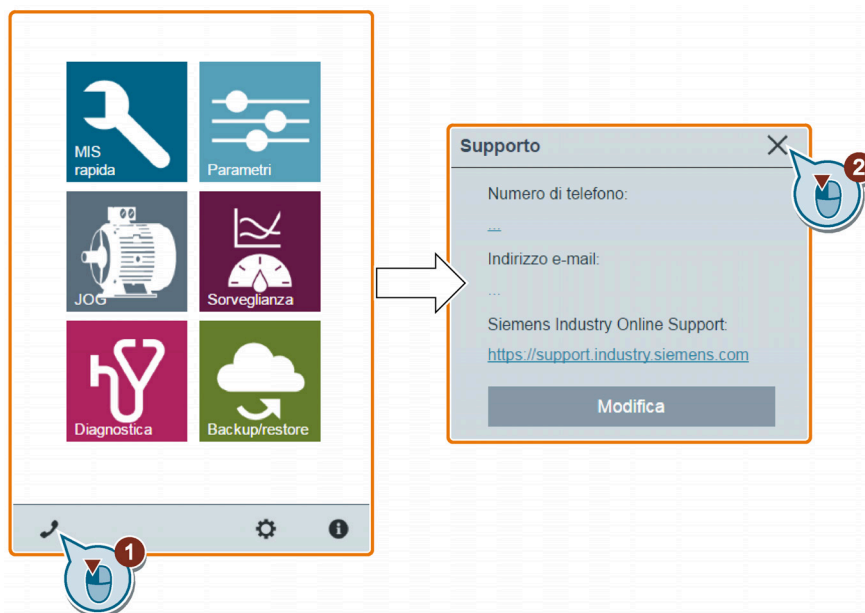 MIS
rapida
Parametri
JOG
Sorveglianza
Diagnostica
Backup/restore
1
Supporto
2
Numero di telefono:
...
Indirizzo e-mail:
...
Siemens Industry Online Support:
https://support.industry.siemens.com
Modifica